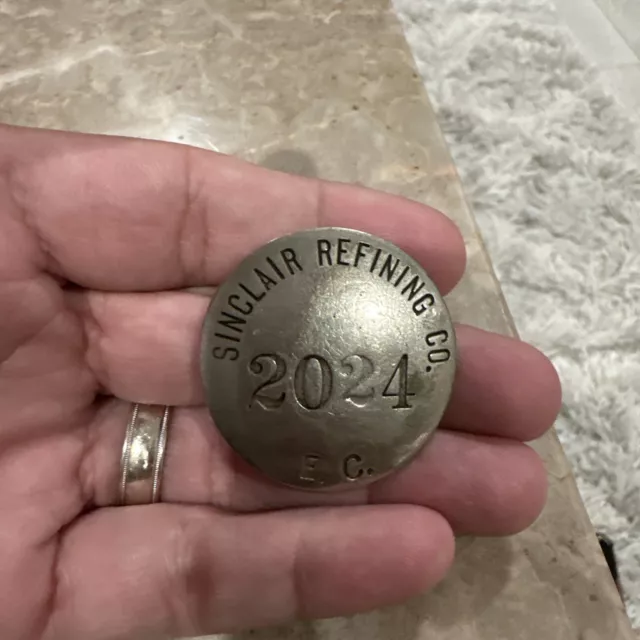 SINCLAIR REFINING CO.
2024
E. C.